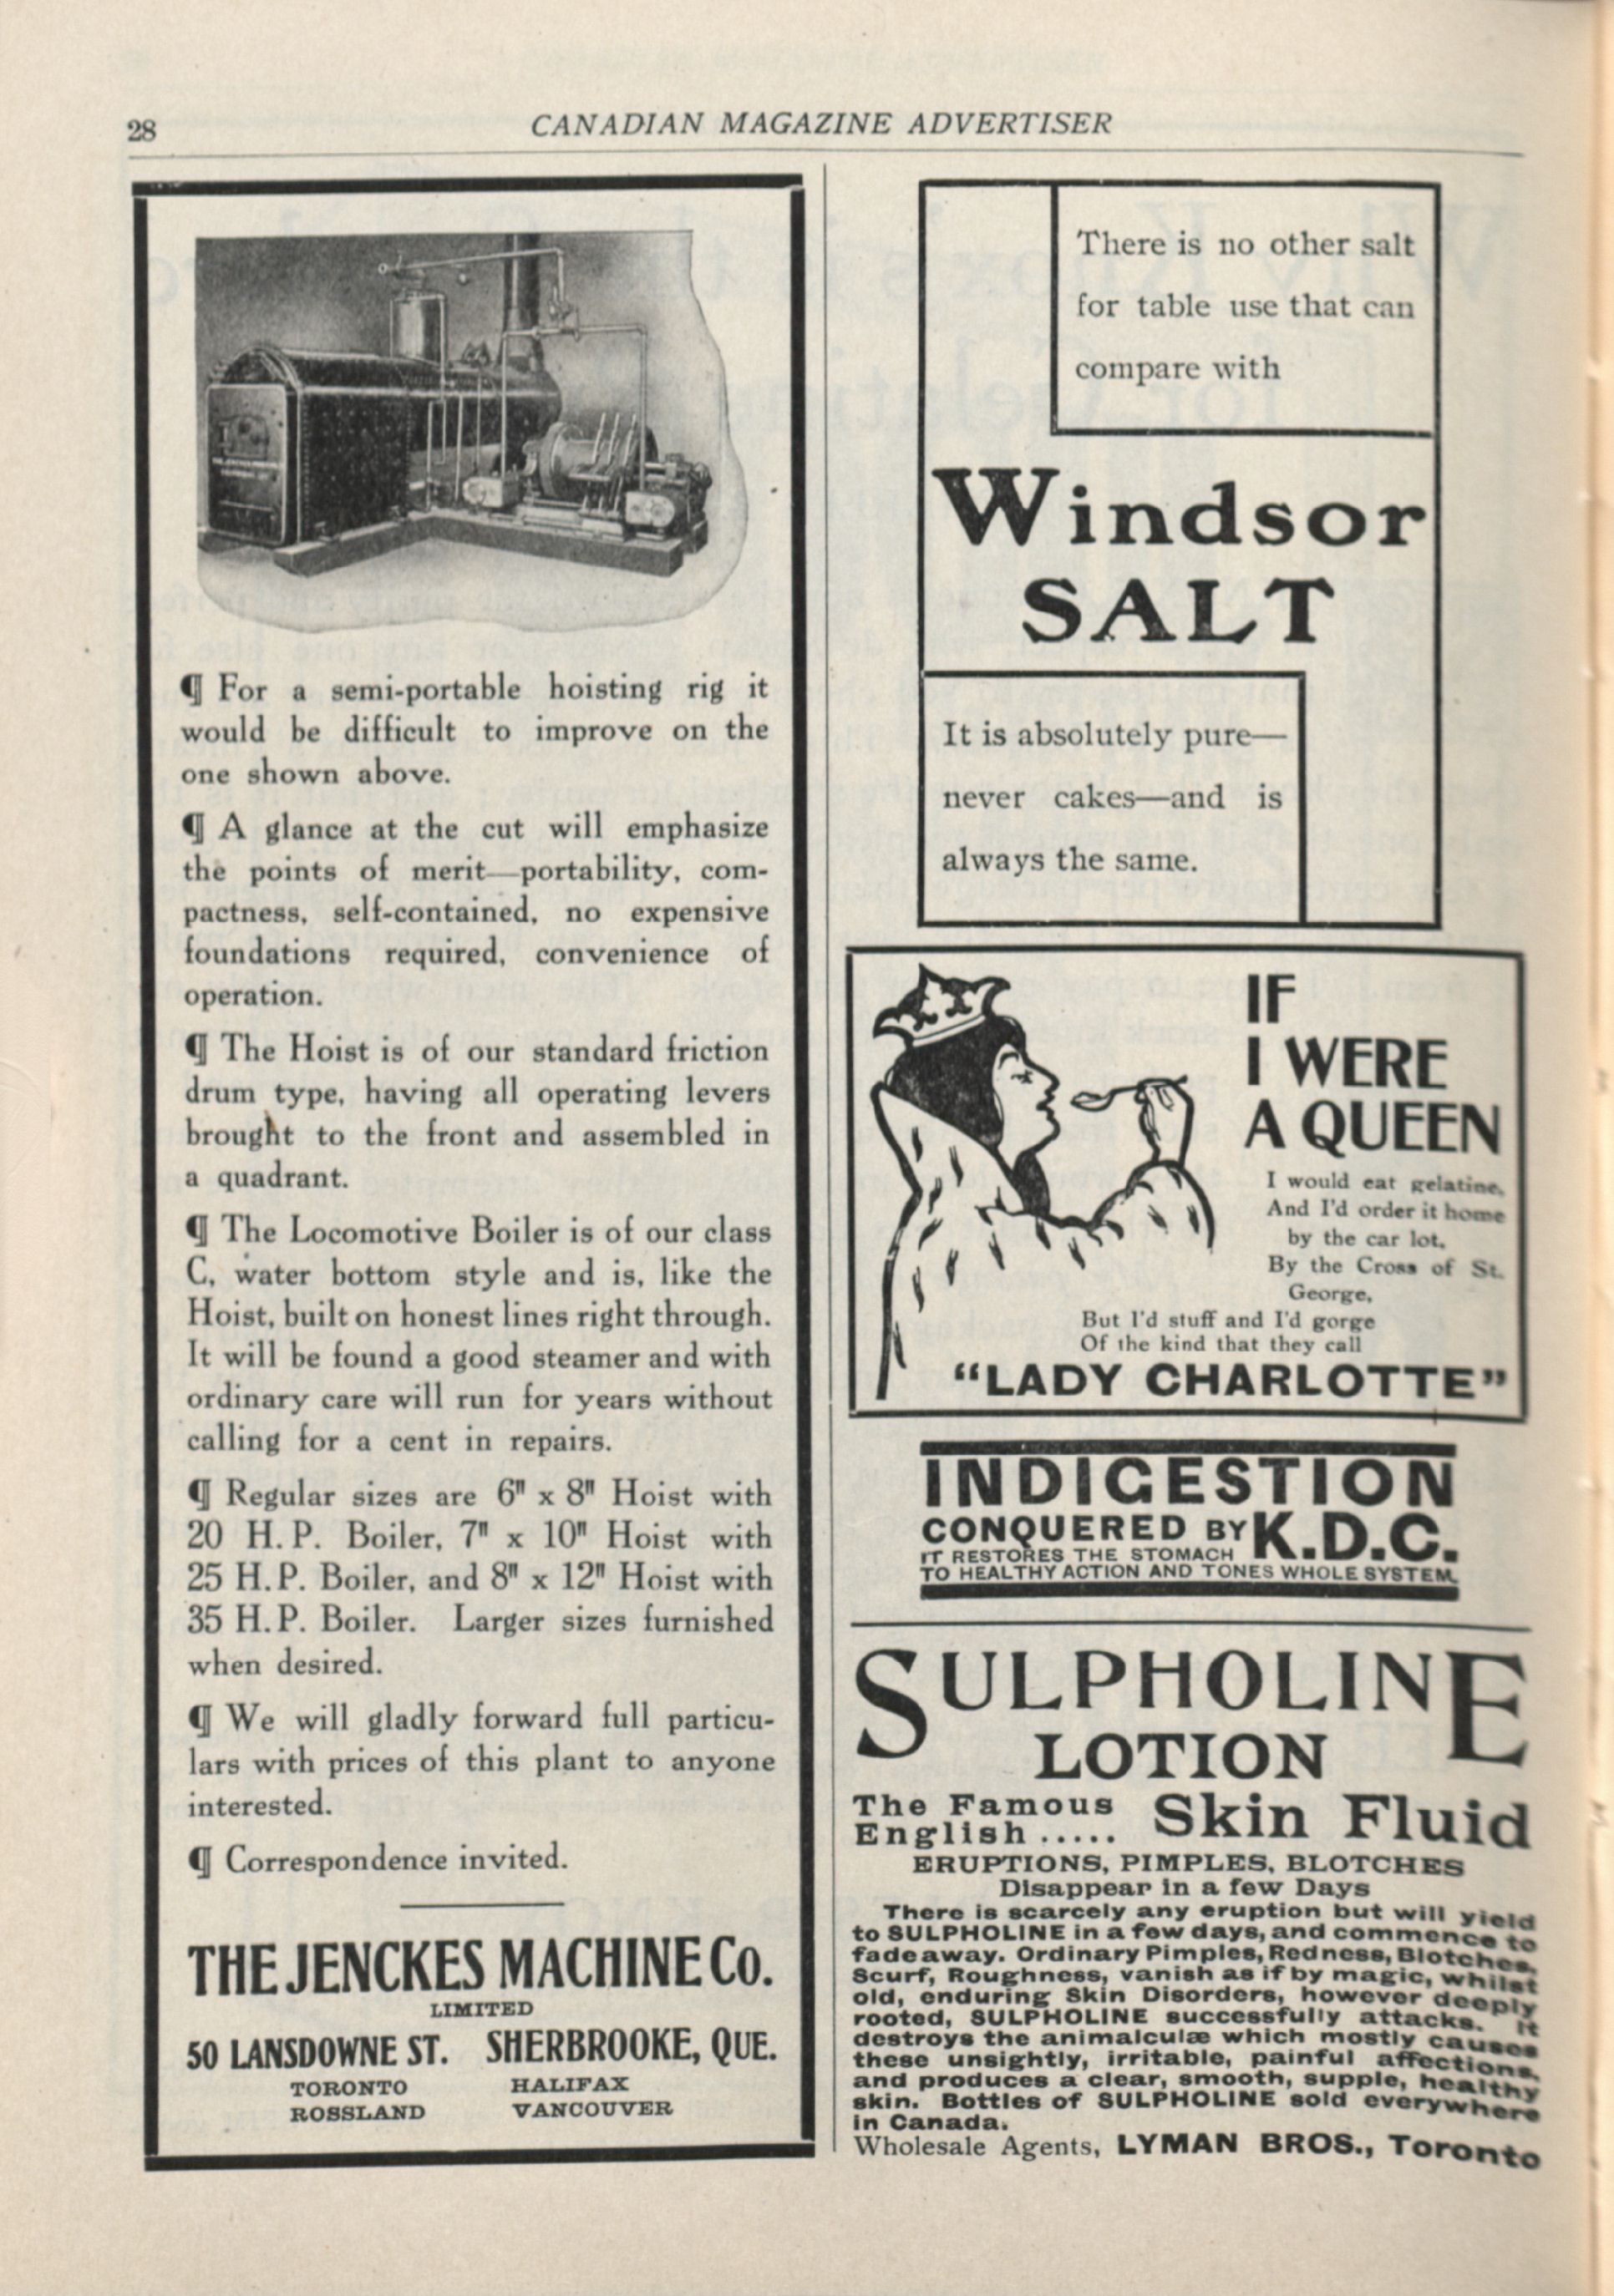 28
CANADIAN MAGAZINE ADVERTISER
¶ For a semi-portable hoisting rig it
would be difficult to improve on the
one shown above.
¶ A glance at the cut will emphasize
the points of merit—portability, com-
pactness, self-contained, no expensive
foundations required, convenience of
operation.
¶ The Hoist is of our standard friction
drum type, having all operating levers
brought to the front and assembled in
a quadrant.
¶ The Locomotive Boiler is of our class
C, water bottom style and is, like the
Hoist, built on honest lines right through.
It will be found a good steamer and with
ordinary care will run for years without
calling for a cent in repairs.
¶ Regular sizes are 6" x 8" Hoist with
20 H. P. Boiler, 7" x 10" Hoist with
25 H. P. Boiler, and 8" x 12" Hoist with
35 H. P. Boiler. Larger sizes furnished
when desired.
¶ We will gladly forward full particu-
lars with prices of this plant to anyone
interested.
¶ Correspondence invited.
THE JENCKES MACHINE Co.
LIMITED
50 LANSDOWNE ST. SHERBROOKE, QUE.
TORONTO HALIFAX
ROSSLAND VANCOUVER
There is no other salt
for table use that can
compare with
Windsor
SALT
It is absolutely pure—
never cakes—and is
always the same.
IF
I WERE
A QUEEN
I would eat gelatine,
And I'd order it home
by the car lot.
By the Cross of St.
George,
But I'd stuff and I'd gorge
Of the kind that they call
"LADY CHARLOTTE"
INDIGESTION
CONQUERED BY K.D.C.
IT RESTORES THE STOMACH
TO HEALTHY ACTION AND TONES WHOLE SYSTEM.
SULPHOLINE
LOTION
The Famous
English ..... Skin Fluid
ERUPTIONS, PIMPLES, BLOTCHES
Disappear in a few Days
There is scarcely any eruption but will yield
to SULPHOLINE in a few days, and commence to
fade away. Ordinary Pimples, Redness, Blotches,
Scurf, Roughness, vanish as if by magic, whilst
old, enduring Skin Disorders, however deeply
rooted, SULPHOLINE successfully attacks. It
destroys the animalculæ which mostly causes
these unsightly, irritable, painful affections,
and produces a clear, smooth, supple, healthy
skin. Bottles of SULPHOLINE sold everywhere
in Canada.
Wholesale Agents, LYMAN BROS., Toronto